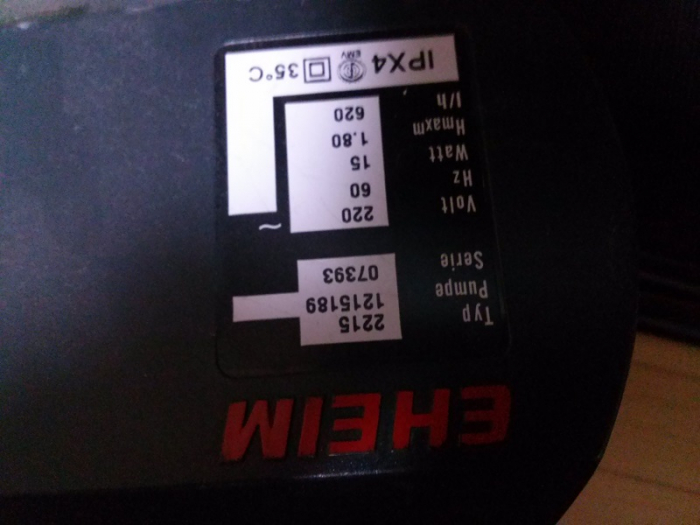 EHEIM
Typ 2215
Pumpe 1215189
Serie 07393
Volt 220 ~
Hz 60
Watt 15
Hmaxm 1.80
l/h 620
IPX4 EMV 35°C